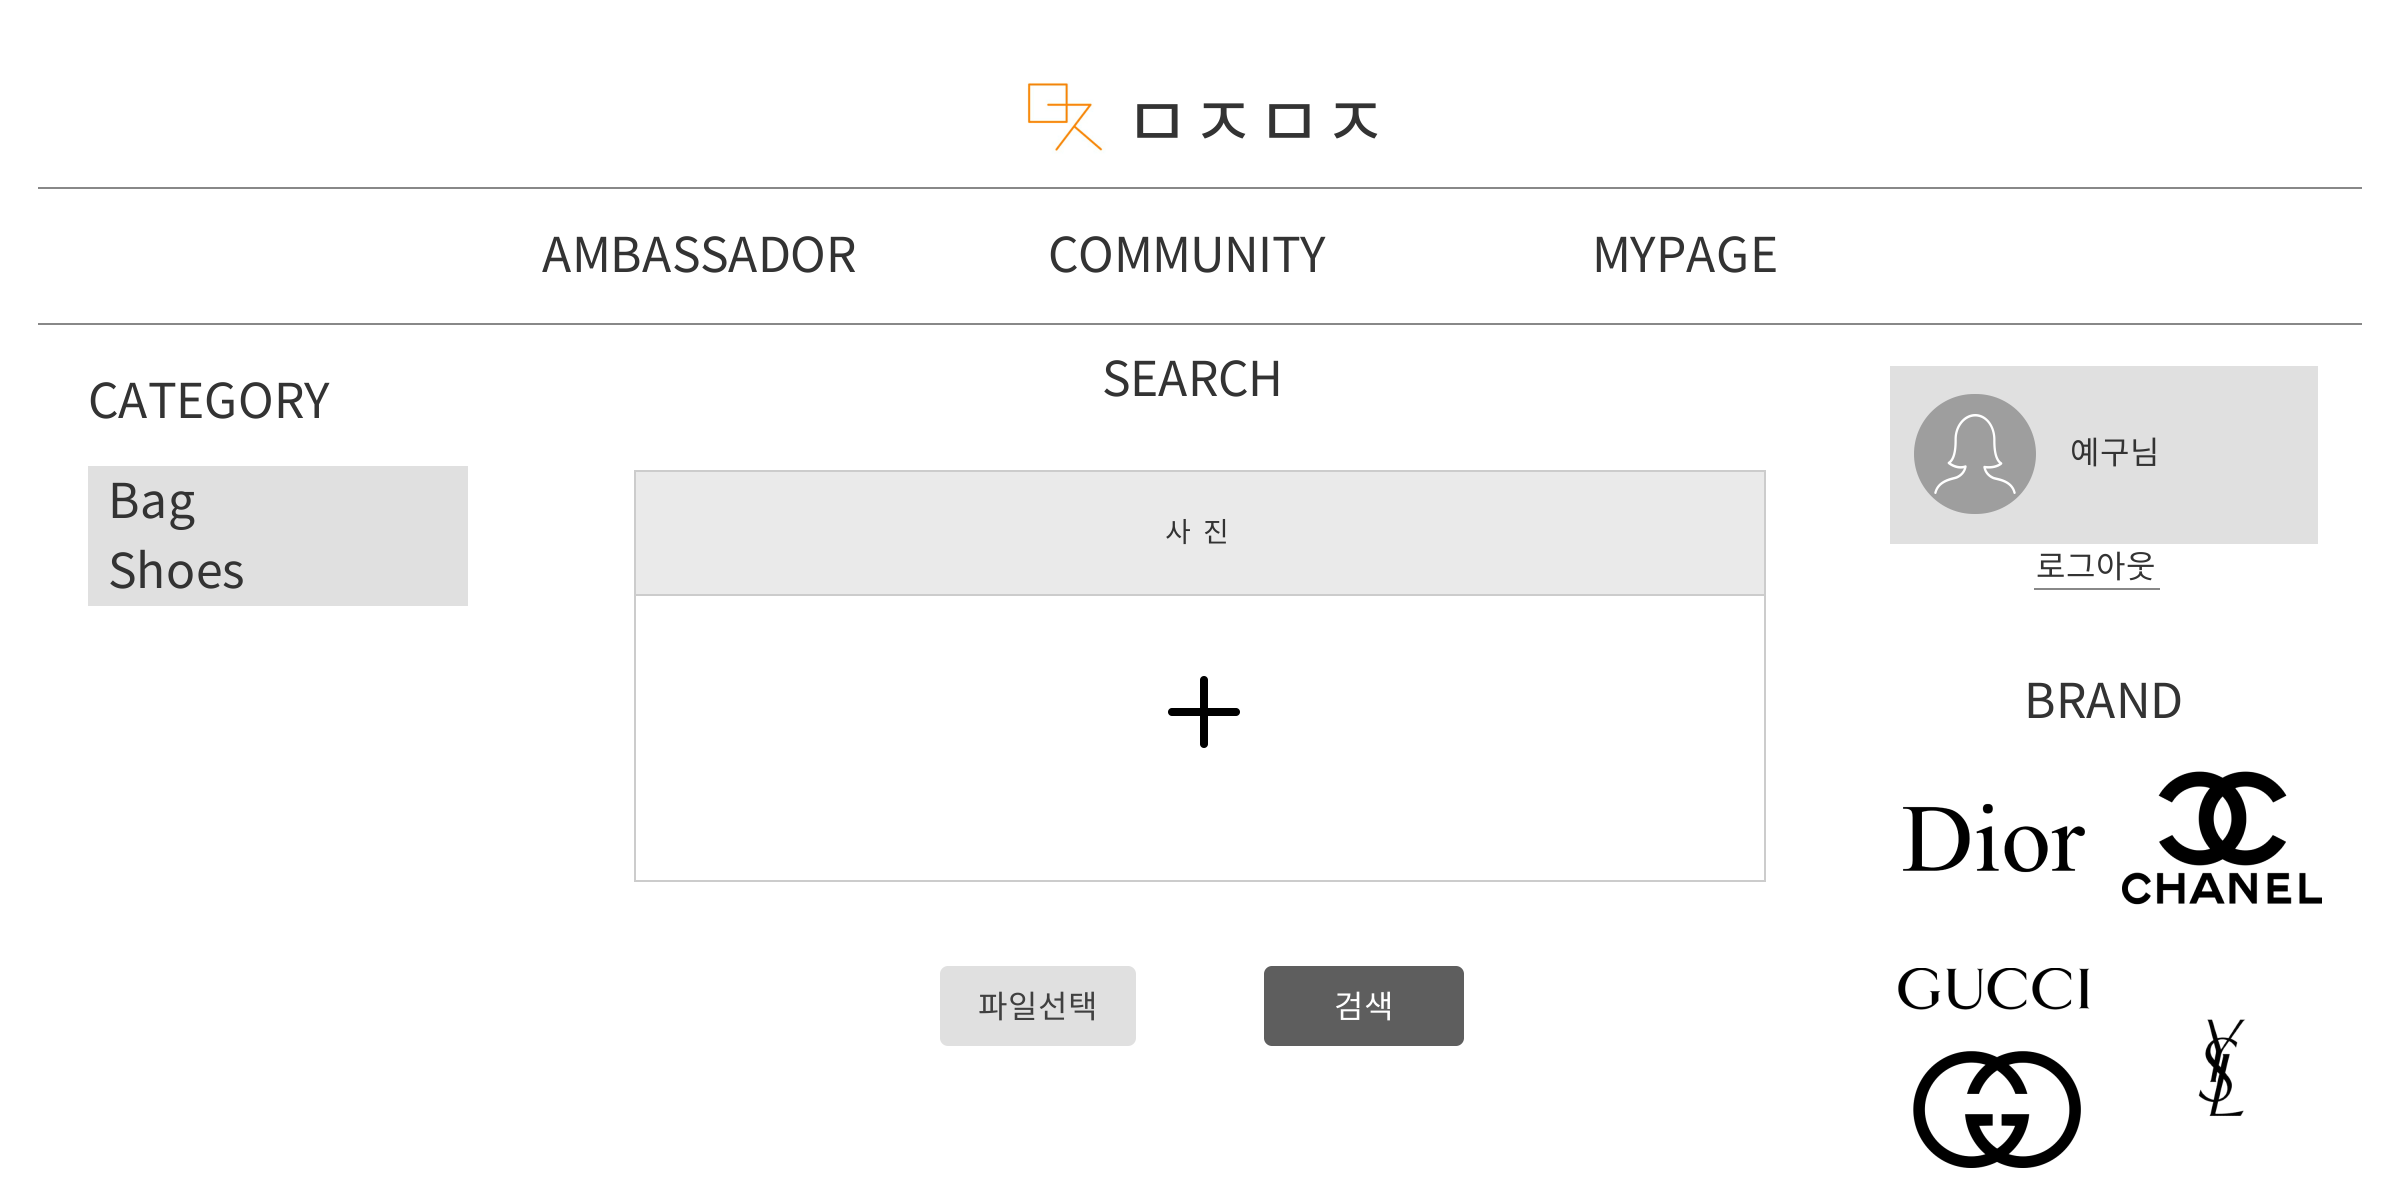 ㅁㅈㅁㅈ
AMBASSADOR COMMUNITY MYPAGE
SEARCH
CATEGORY
Bag
Shoes
사 진
파일선택 검색
예구님
로그아웃
BRAND
Dior
CHANEL
GUCCI
YSL